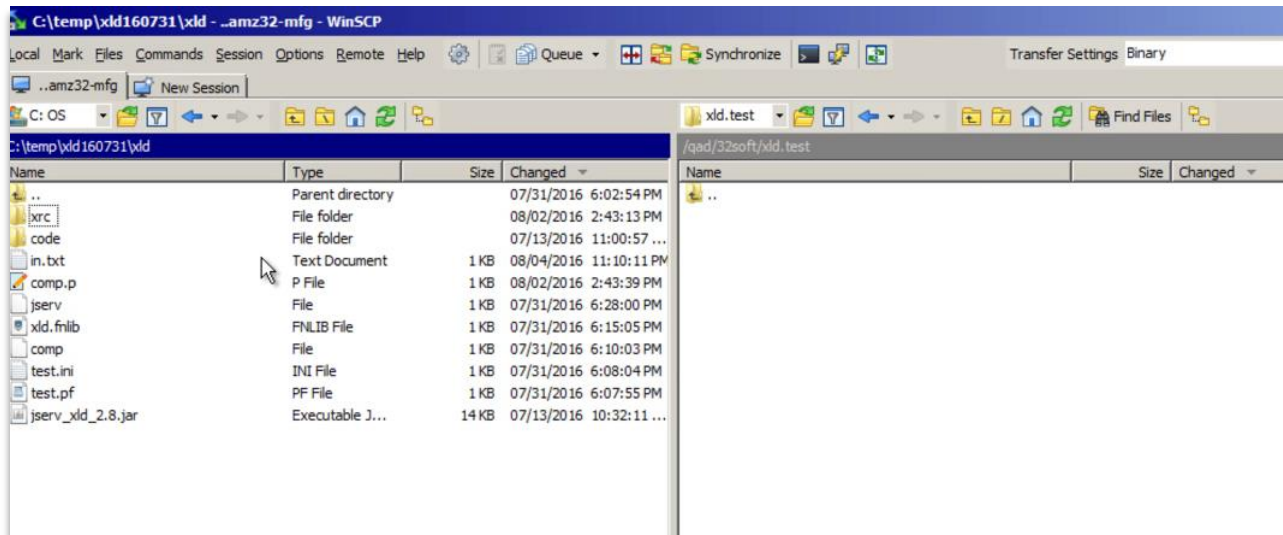 C:\temp\xld160731\xld - ..amz32-mfg - WinSCP
Local Mark Files Commands Session Options Remote Help Queue Synchronize Transfer Settings Binary
..amz32-mfg New Session
C: OS xld.test Find Files
C:\temp\xld160731\xld /qad/32soft/xld.test
Name Type Size Changed Name Size Changed
.. Parent directory 07/31/2016 6:02:54 PM ..
xrc File folder 08/02/2016 2:43:13 PM
code File folder 07/13/2016 11:00:57 ...
in.txt Text Document 1 KB 08/04/2016 11:10:11 PM
comp.p P File 1 KB 08/02/2016 2:43:39 PM
jserv File 1 KB 07/31/2016 6:28:00 PM
xld.fnlib FNLIB File 1 KB 07/31/2016 6:15:05 PM
comp File 1 KB 07/31/2016 6:10:03 PM
test.ini INI File 1 KB 07/31/2016 6:08:04 PM
test.pf PF File 1 KB 07/31/2016 6:07:55 PM
jserv_xld_2.8.jar Executable J... 14 KB 07/13/2016 10:32:11 ...